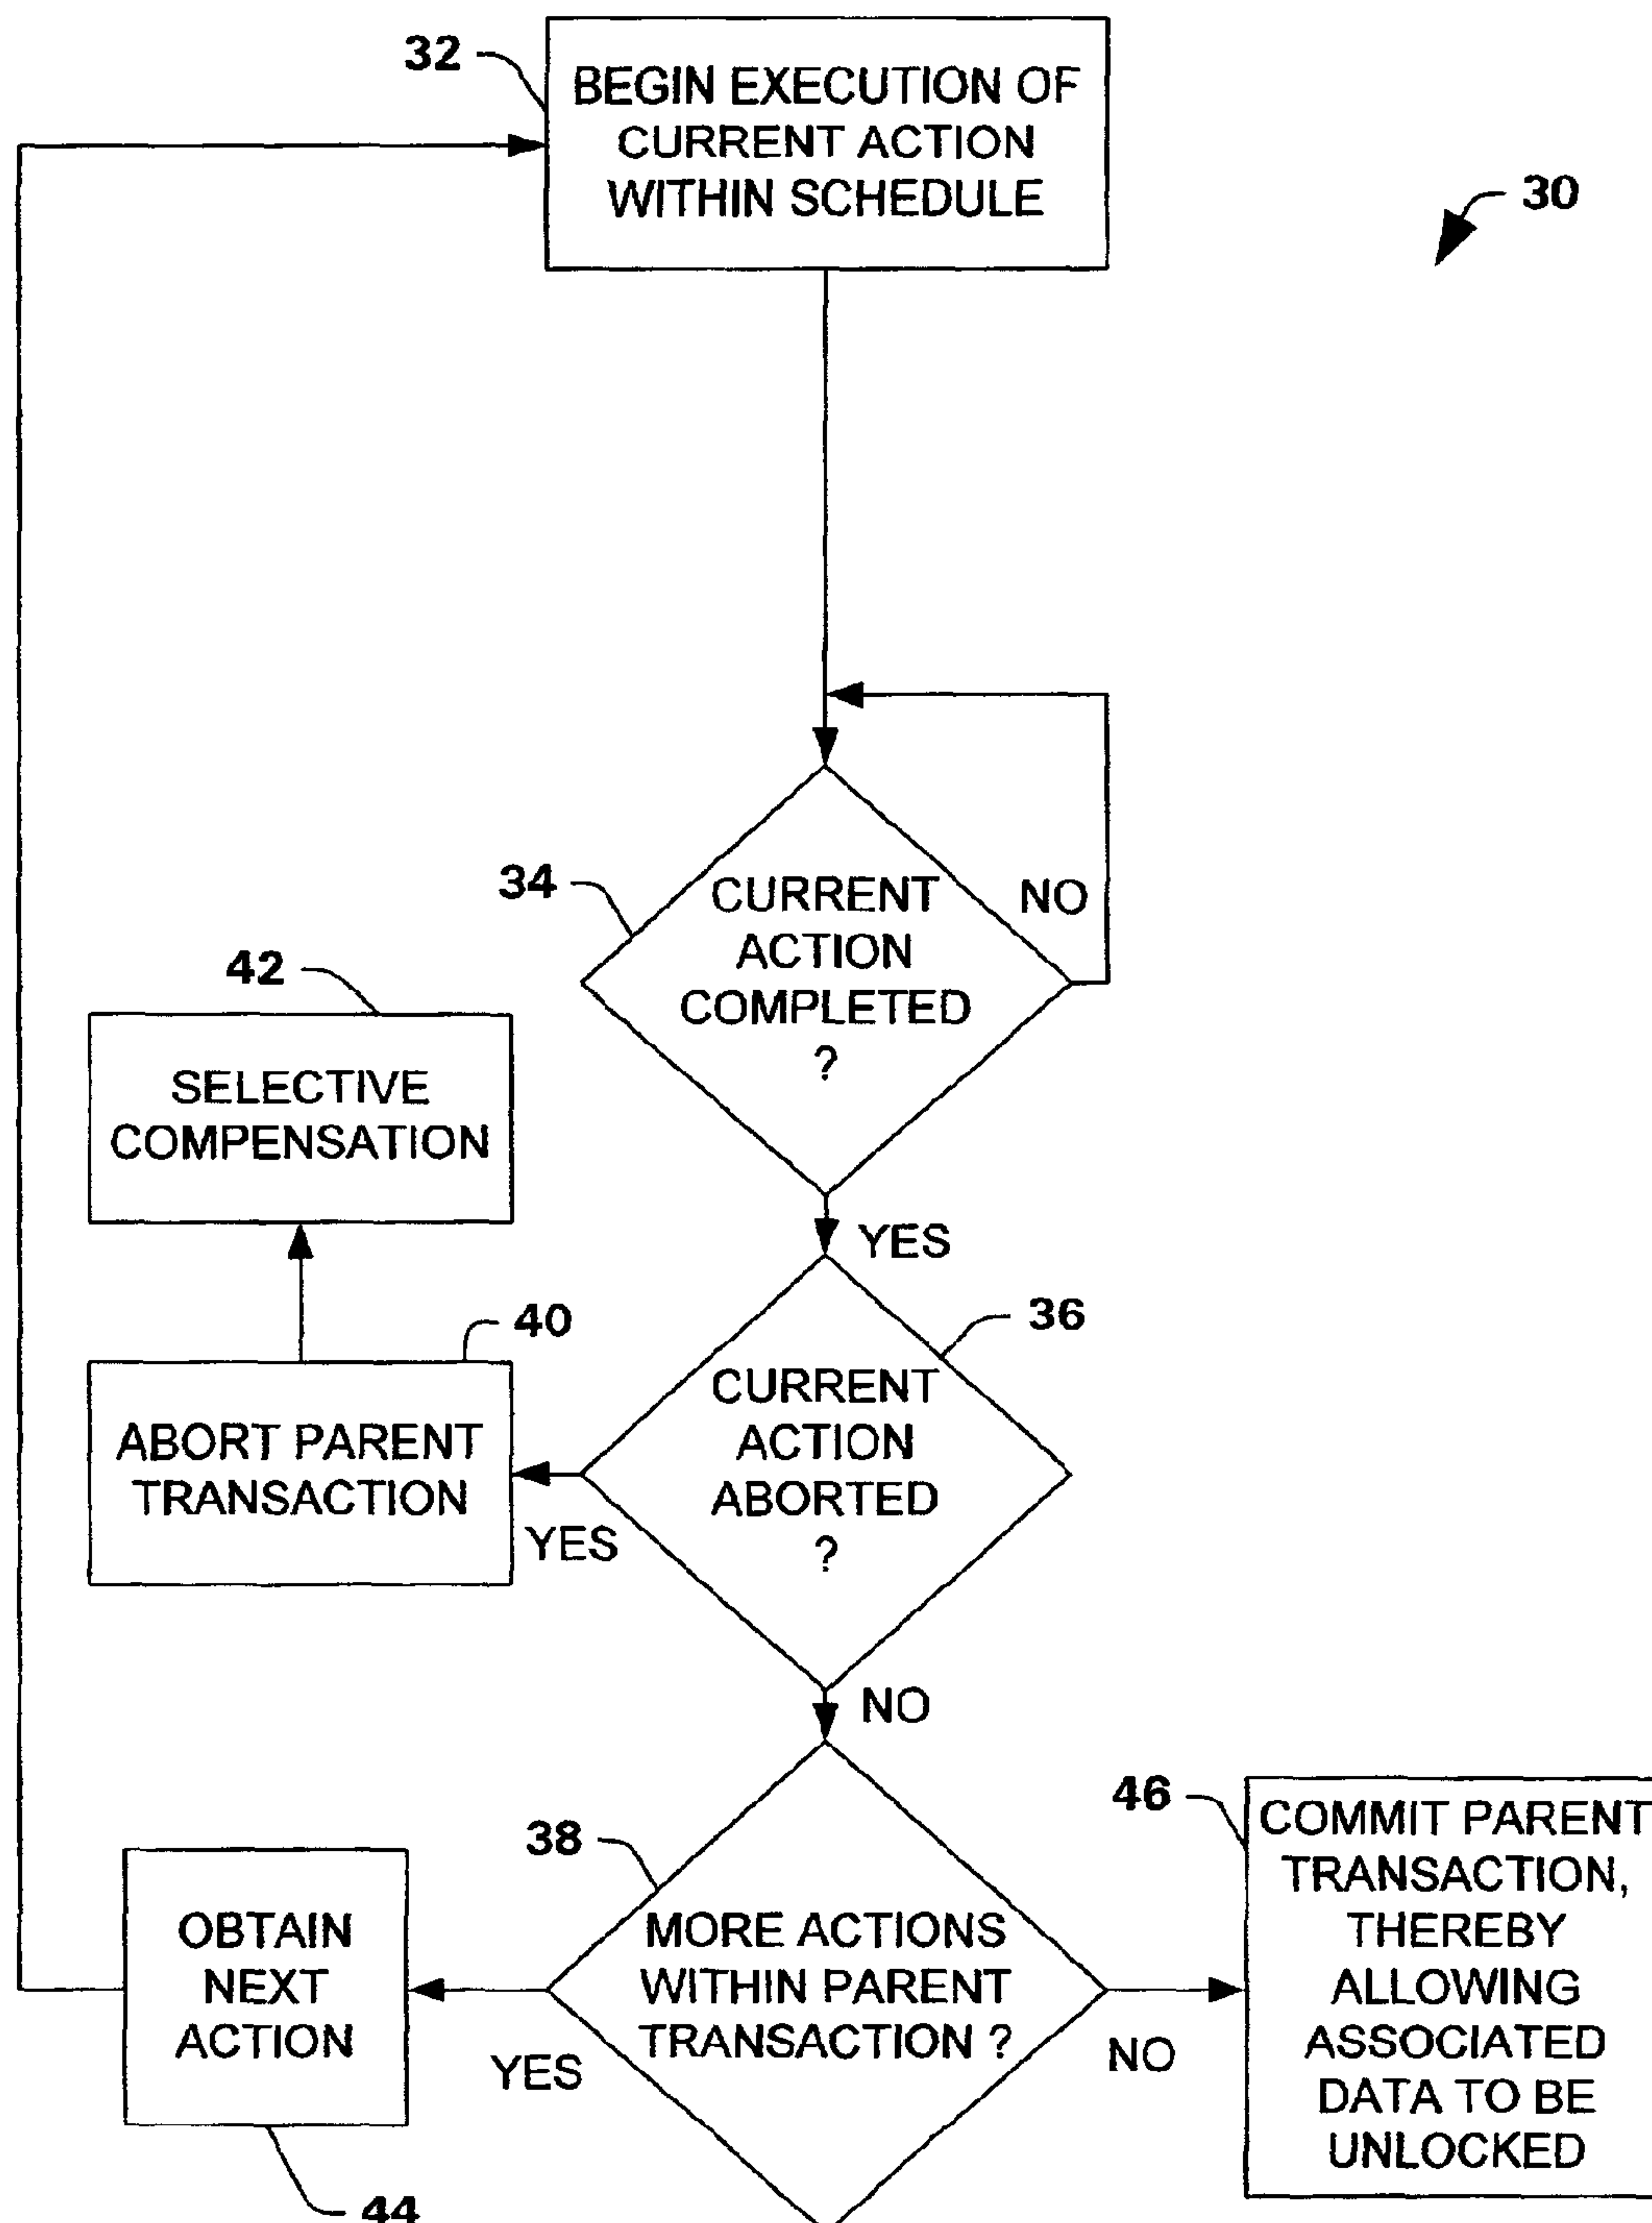 32
BEGIN EXECUTION OF
CURRENT ACTION
WITHIN SCHEDULE
30
34
CURRENT
ACTION
COMPLETED
?
NO
42
SELECTIVE
COMPENSATION
YES
40
ABORT PARENT
TRANSACTION
YES
36
CURRENT
ACTION
ABORTED
?
NO
38
MORE ACTIONS
WITHIN PARENT
TRANSACTION ?
YES
NO
OBTAIN
NEXT
ACTION
44
46
COMMIT PARENT
TRANSACTION,
THEREBY
ALLOWING
ASSOCIATED
DATA TO BE
UNLOCKED